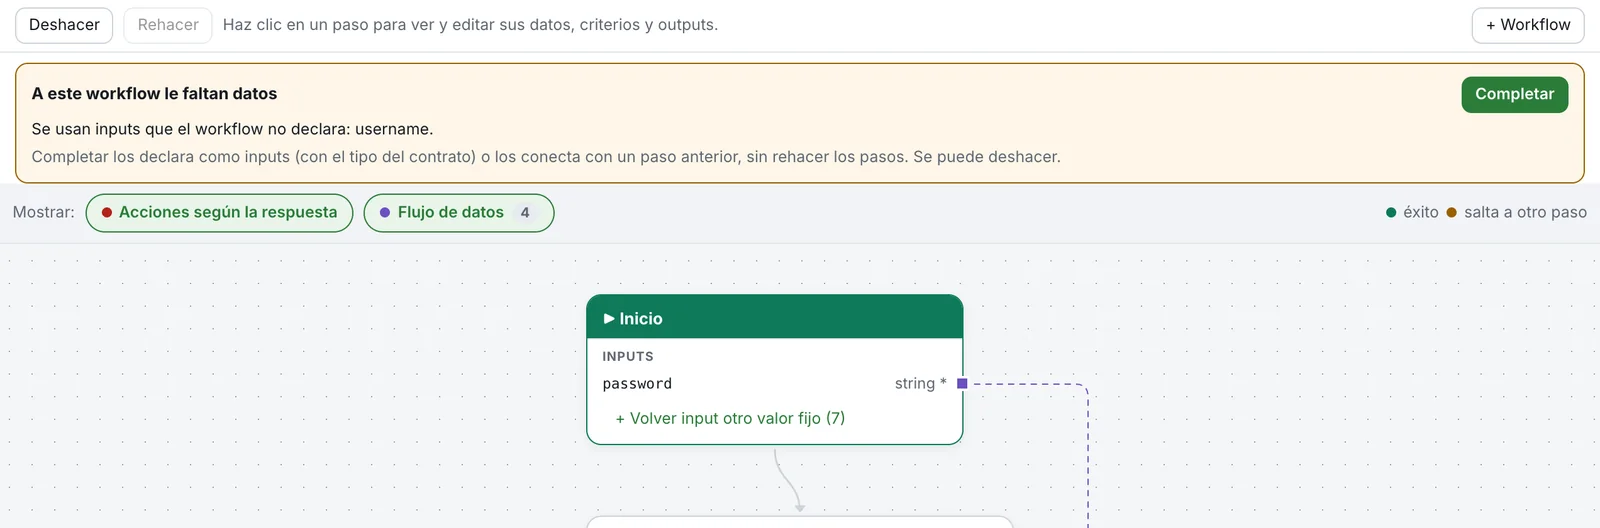 Deshacer
Rehacer
Haz clic en un paso para ver y editar sus datos, criterios y outputs.
+ Workflow
A este workflow le faltan datos
Completar
Se usan inputs que el workflow no declara: username.
Completar los declara como inputs (con el tipo del contrato) o los conecta con un paso anterior, sin rehacer los pasos. Se puede deshacer.
Mostrar:
Acciones según la respuesta
Flujo de datos 4
éxito
salta a otro paso
Inicio
INPUTS
password string *
+ Volver input otro valor fijo (7)